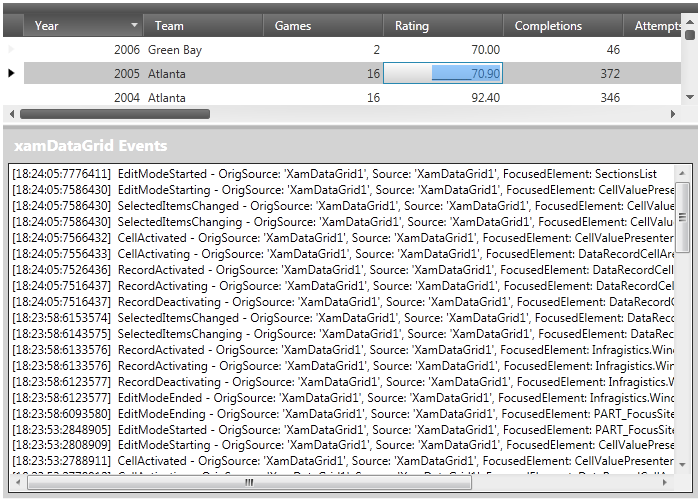 Year Team Games Rating Completions Attempts
2006 Green Bay 2 70.00 46
2005 Atlanta 16 70.90 372
2004 Atlanta 16 92.40 346
xamDataGrid Events
[18:24:05:7776411] EditModeStarted - OrigSource: 'XamDataGrid1', Source: 'XamDataGrid1', FocusedElement: SectionsList
[18:24:05:7586430] EditModeStarting - OrigSource: 'XamDataGrid1', Source: 'XamDataGrid1', FocusedElement: CellValuePrese
[18:24:05:7586430] SelectedItemsChanged - OrigSource: 'XamDataGrid1', Source: 'XamDataGrid1', FocusedElement: CellValue
[18:24:05:7586430] SelectedItemsChanging - OrigSource: 'XamDataGrid1', Source: 'XamDataGrid1', FocusedElement: CellValu
[18:24:05:7566432] CellActivated - OrigSource: 'XamDataGrid1', Source: 'XamDataGrid1', FocusedElement: CellValuePresenter
[18:24:05:7556433] CellActivating - OrigSource: 'XamDataGrid1', Source: 'XamDataGrid1', FocusedElement: DataRecordCellAre
[18:24:05:7526436] RecordActivated - OrigSource: 'XamDataGrid1', Source: 'XamDataGrid1', FocusedElement: DataRecordCell
[18:24:05:7516437] RecordActivating - OrigSource: 'XamDataGrid1', Source: 'XamDataGrid1', FocusedElement: DataRecordCel
[18:24:05:7516437] RecordDeactivating - OrigSource: 'XamDataGrid1', Source: 'XamDataGrid1', FocusedElement: DataRecordC
[18:23:58:6153574] SelectedItemsChanged - OrigSource: 'XamDataGrid1', Source: 'XamDataGrid1', FocusedElement: DataReco
[18:23:58:6143575] SelectedItemsChanging - OrigSource: 'XamDataGrid1', Source: 'XamDataGrid1', FocusedElement: DataRec
[18:23:58:6133576] RecordActivated - OrigSource: 'XamDataGrid1', Source: 'XamDataGrid1', FocusedElement: Infragistics.Wind
[18:23:58:6133576] RecordActivating - OrigSource: 'XamDataGrid1', Source: 'XamDataGrid1', FocusedElement: Infragistics.Win
[18:23:58:6123577] RecordDeactivating - OrigSource: 'XamDataGrid1', Source: 'XamDataGrid1', FocusedElement: Infragistics.W
[18:23:58:6123577] EditModeEnded - OrigSource: 'XamDataGrid1', Source: 'XamDataGrid1', FocusedElement: Infragistics.Wind
[18:23:58:6093580] EditModeEnding - OrigSource: 'XamDataGrid1', Source: 'XamDataGrid1', FocusedElement: PART_FocusSite
[18:23:53:2848905] EditModeStarted - OrigSource: 'XamDataGrid1', Source: 'XamDataGrid1', FocusedElement: PART_FocusSit
[18:23:53:2808909] EditModeStarting - OrigSource: 'XamDataGrid1', Source: 'XamDataGrid1', FocusedElement: CellValuePrese
[18:23:53:2788911] CellActivated - OrigSource: 'XamDataGrid1', Source: 'XamDataGrid1', FocusedElement: CellValuePresenter